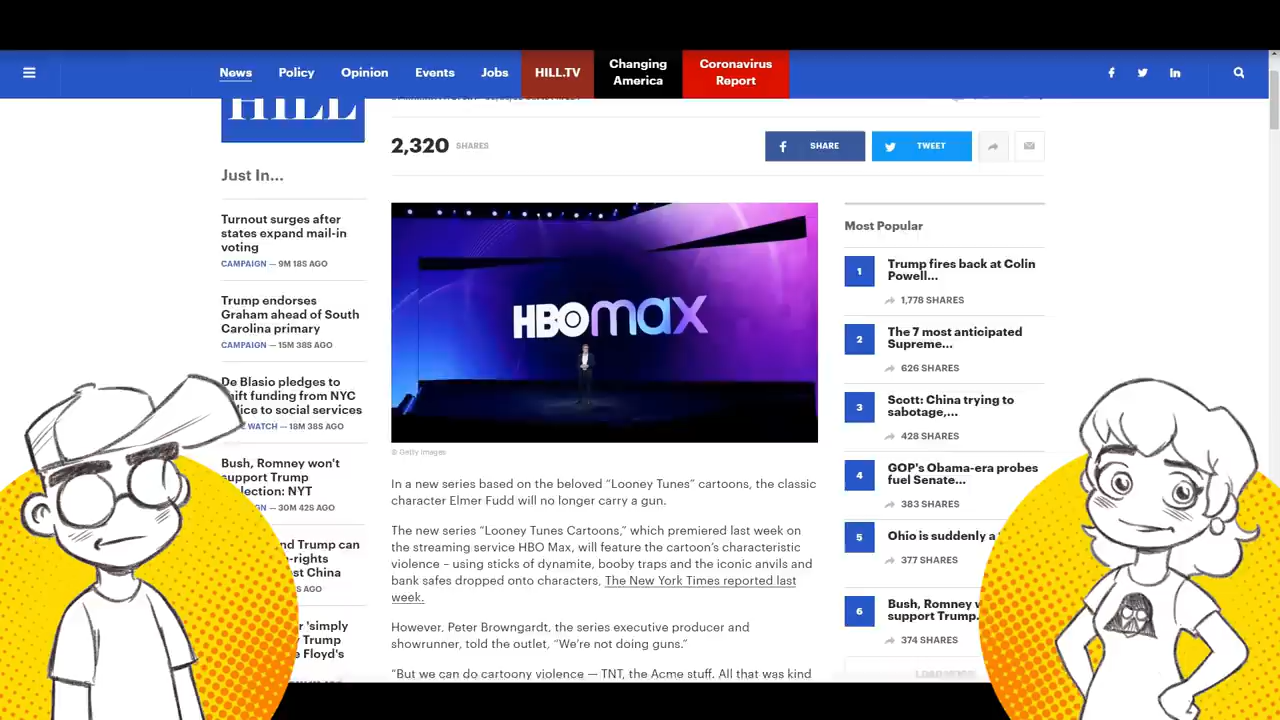 News
Policy
Opinion
Events
Jobs
HILL.TV
Changing
America
Coronavirus
Report
HILL
2,320 SHARES
SHARE
TWEET
Just In...
Turnout surges after
states expand mail-in
voting
CAMPAIGN — 9M 18S AGO
Trump endorses
Graham ahead of South
Carolina primary
CAMPAIGN — 15M 38S AGO
De Blasio pledges to
shift funding from NYC
police to social services
WATCH — 18M 38S AGO
Bush, Romney won't
support Trump
election: NYT
GN — 30M 42S AGO
nd Trump can
-rights
st China
S AGO
r 'simply
y Trump
e Floyd's
HBOmax
© Getty Images
In a new series based on the beloved “Looney Tunes” cartoons, the classic
character Elmer Fudd will no longer carry a gun.
The new series “Looney Tunes Cartoons,” which premiered last week on
the streaming service HBO Max, will feature the cartoon’s characteristic
violence – using sticks of dynamite, booby traps and the iconic anvils and
bank safes dropped onto characters, The New York Times reported last
week.
However, Peter Browngardt, the series executive producer and
showrunner, told the outlet, “We’re not doing guns.”
“But we can do cartoony violence — TNT, the Acme stuff. All that was kind
Most Popular
1
Trump fires back at Colin
Powell...
1,778 SHARES
2
The 7 most anticipated
Supreme...
626 SHARES
3
Scott: China trying to
sabotage,...
428 SHARES
4
GOP's Obama-era probes
fuel Senate...
383 SHARES
5
Ohio is suddenly a
377 SHARES
6
Bush, Romney
support Trump.
374 SHARES